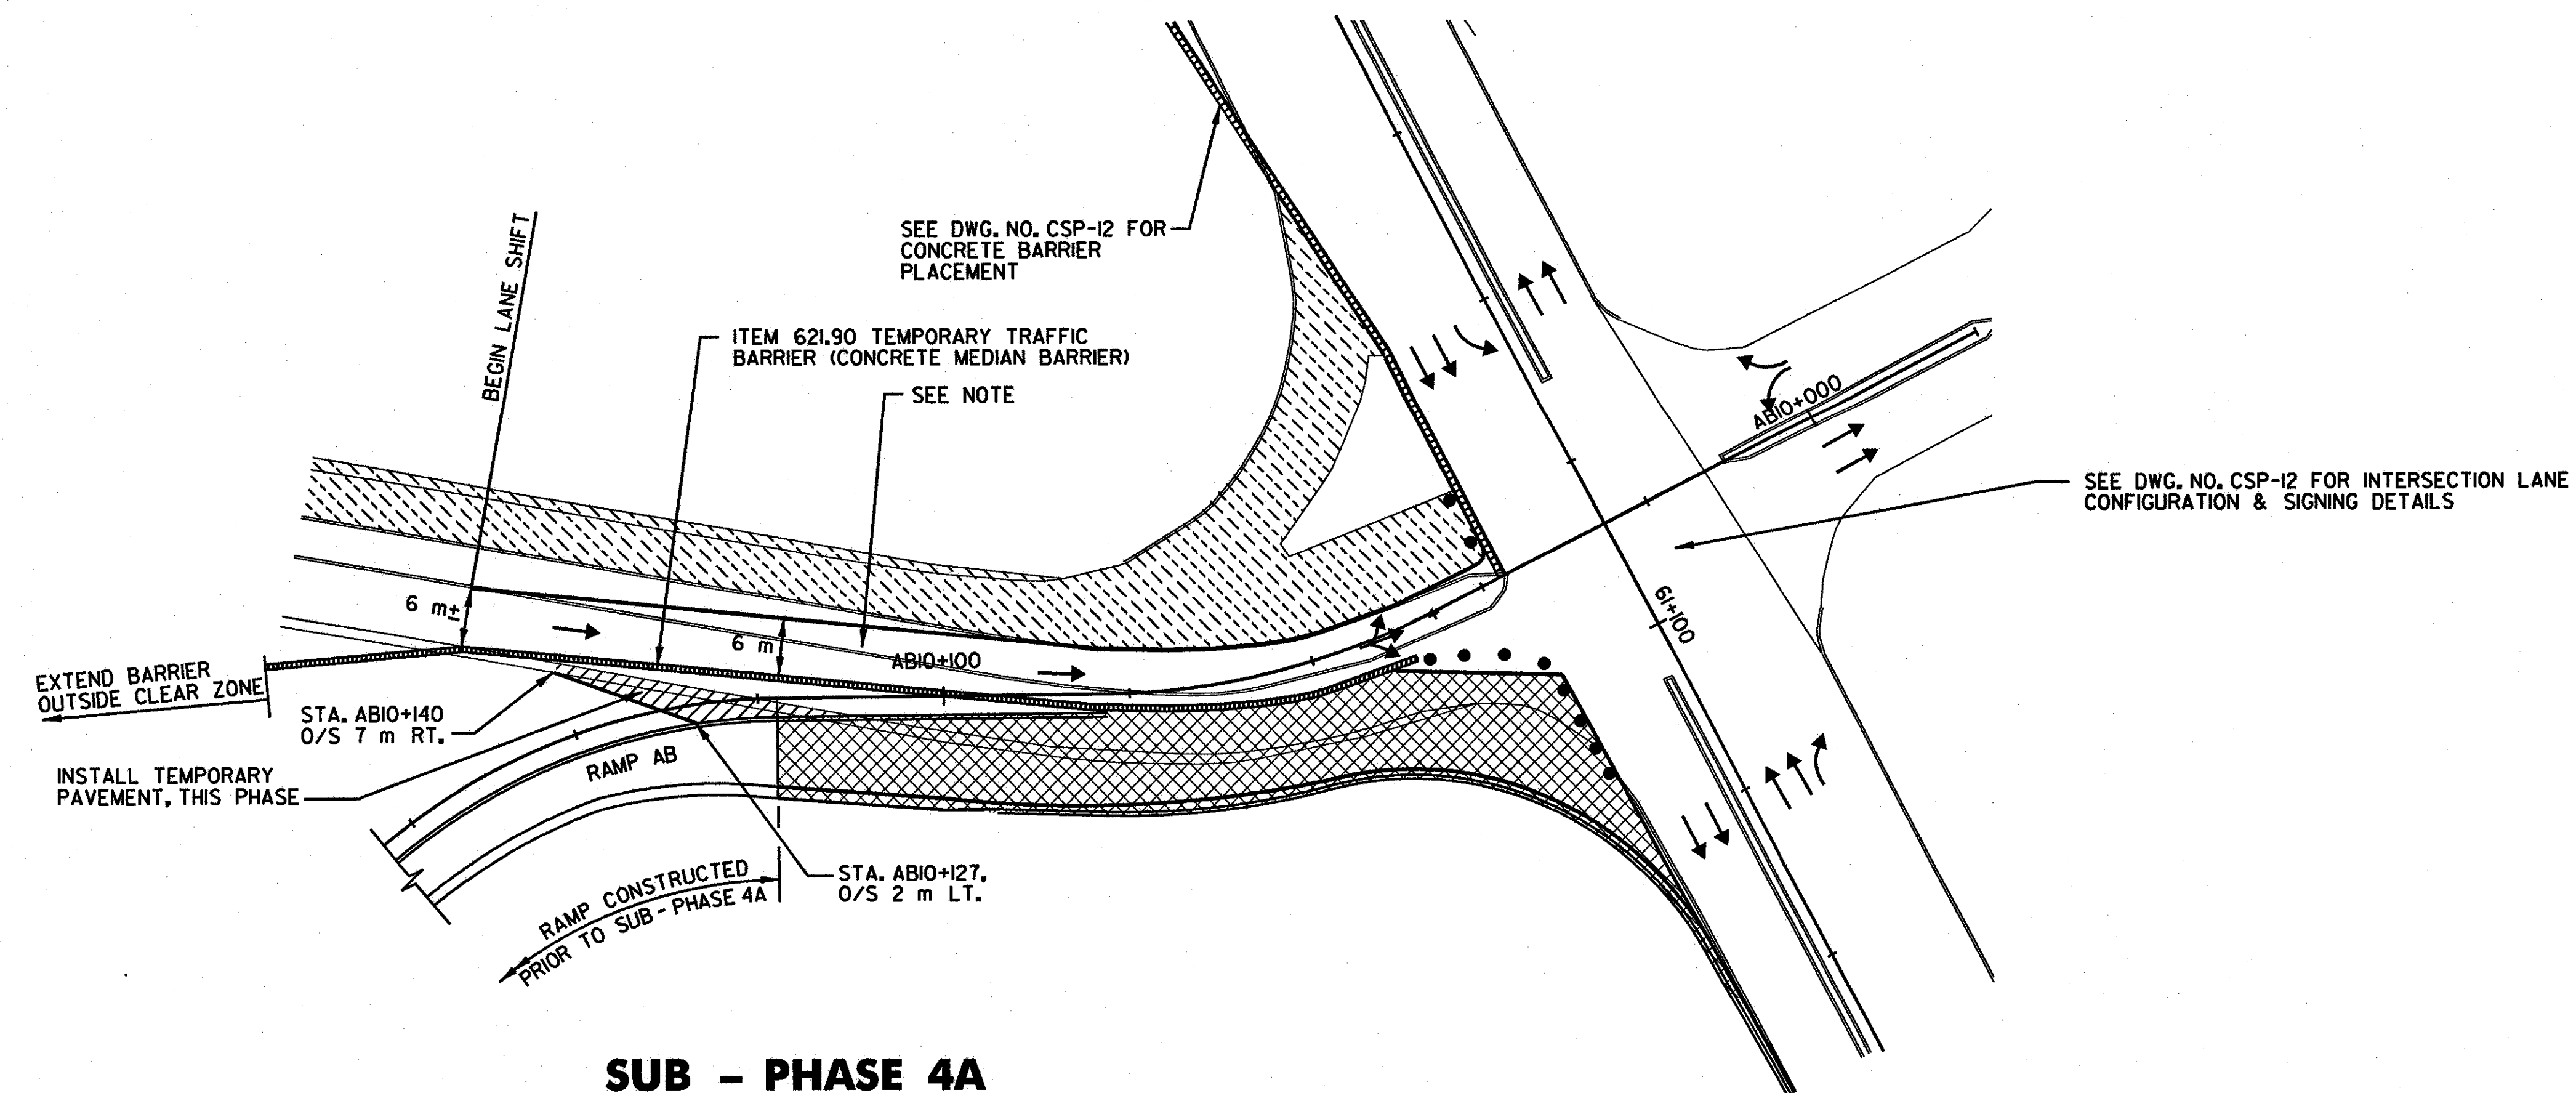 SEE DWG. NO. CSP-12 FOR
CONCRETE BARRIER
PLACEMENT
BEGIN LANE SHIFT
ITEM 621.90 TEMPORARY TRAFFIC
BARRIER (CONCRETE MEDIAN BARRIER)
SEE NOTE
AB10+000
SEE DWG. NO. CSP-12 FOR INTERSECTION LANE
CONFIGURATION & SIGNING DETAILS
6 m±
6 m
AB10+100
61+100
EXTEND BARRIER
OUTSIDE CLEAR ZONE
STA. AB10+140
O/S 7 m RT.
RAMP AB
INSTALL TEMPORARY
PAVEMENT, THIS PHASE
STA. AB10+127,
O/S 2 m LT.
RAMP CONSTRUCTED
PRIOR TO SUB-PHASE 4A
SUB - PHASE 4A